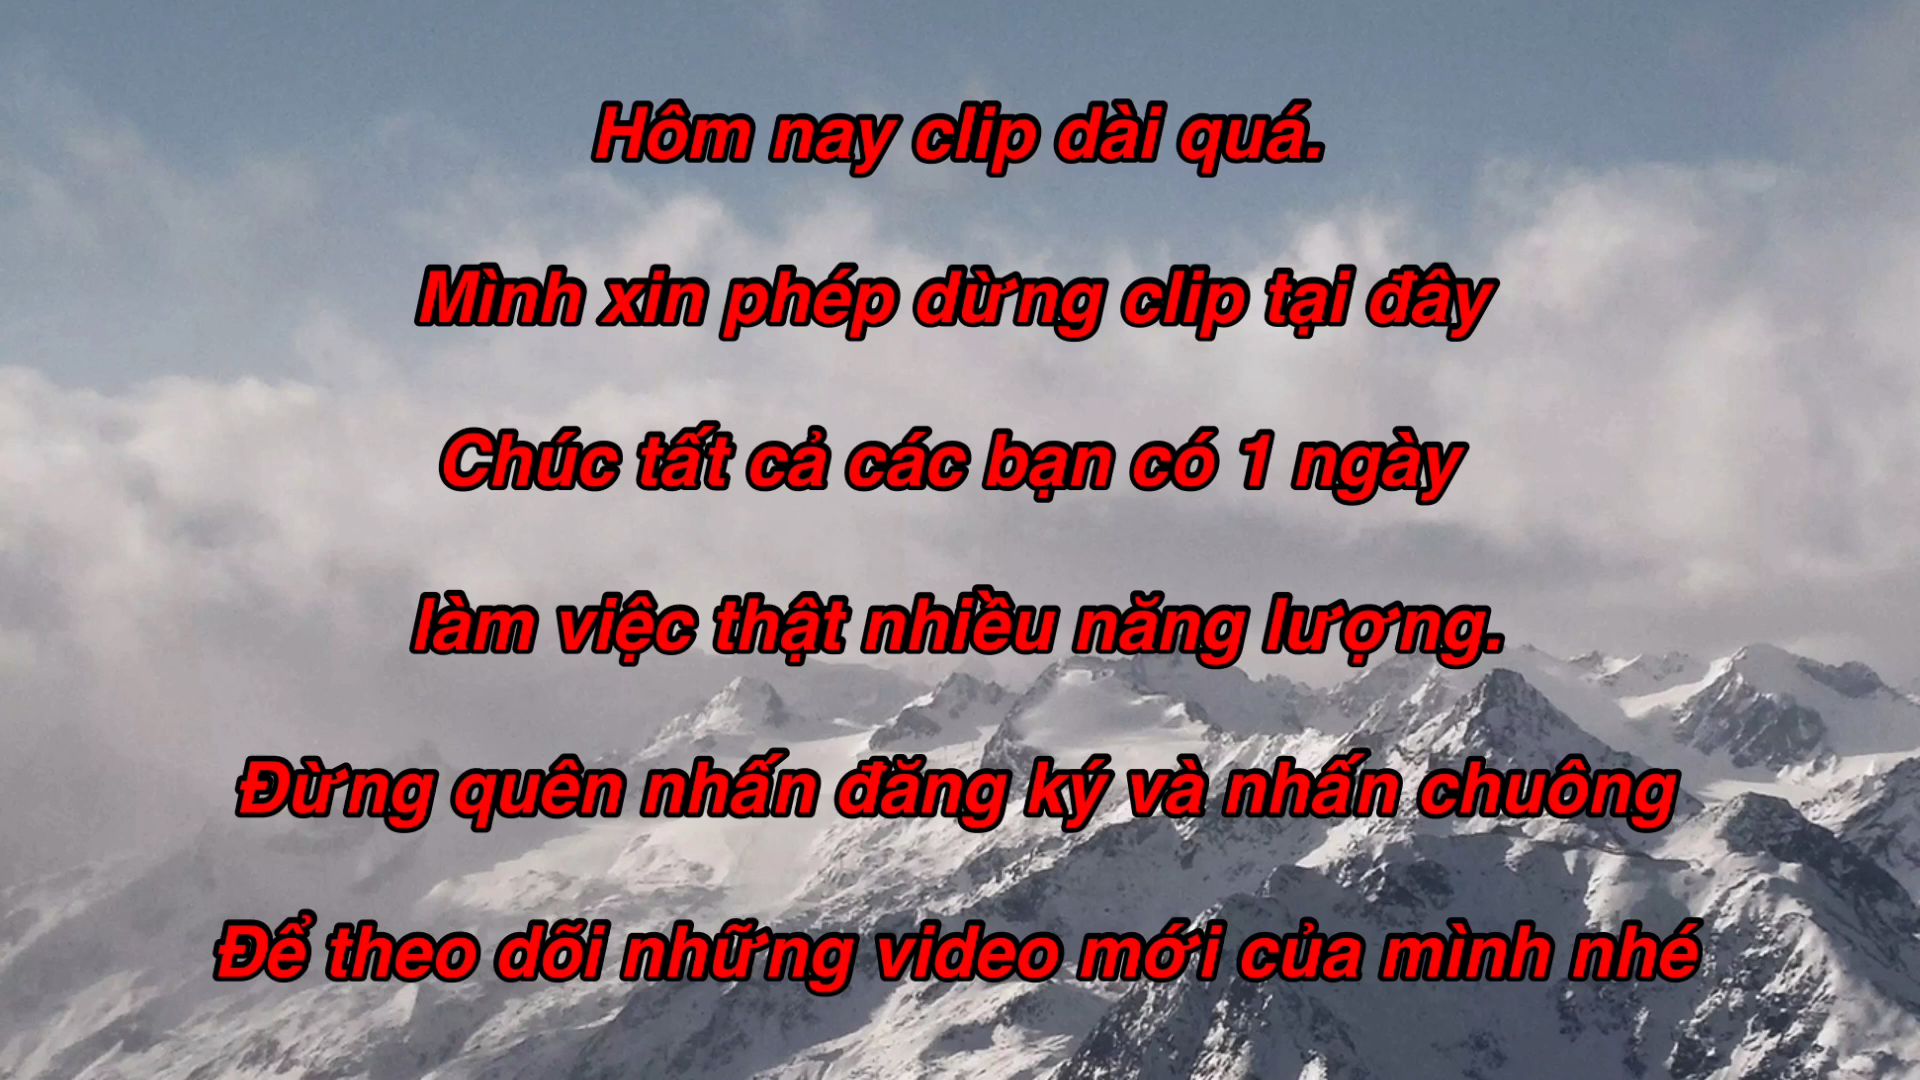 Hôm nay clip dài quá.
Mình xin phép dừng clip tại đây
Chúc tất cả các bạn có 1 ngày
làm việc thật nhiều năng lượng.
Đừng quên nhấn đăng ký và nhấn chuông
Để theo dõi những video mới của mình nhé